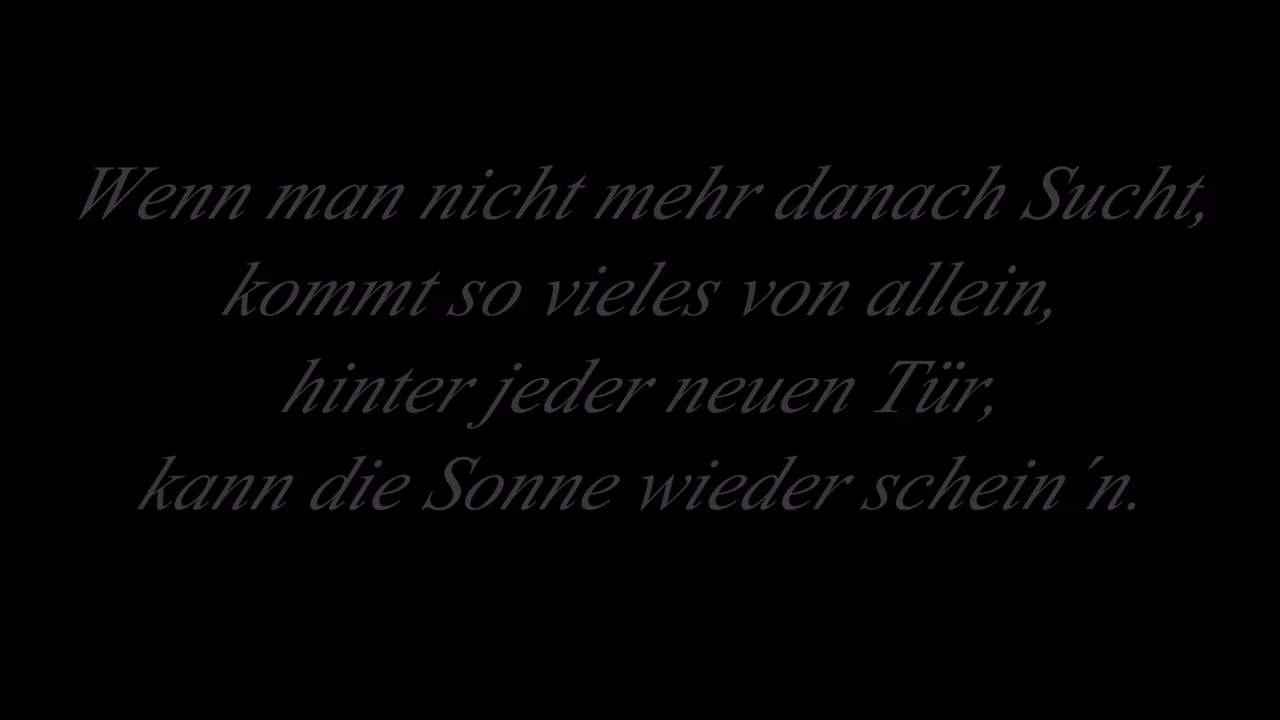 Wenn man nicht mehr danach Sucht,
kommt so vieles von allein,
hinter jeder neuen Tür,
kann die Sonne wieder schein´n.